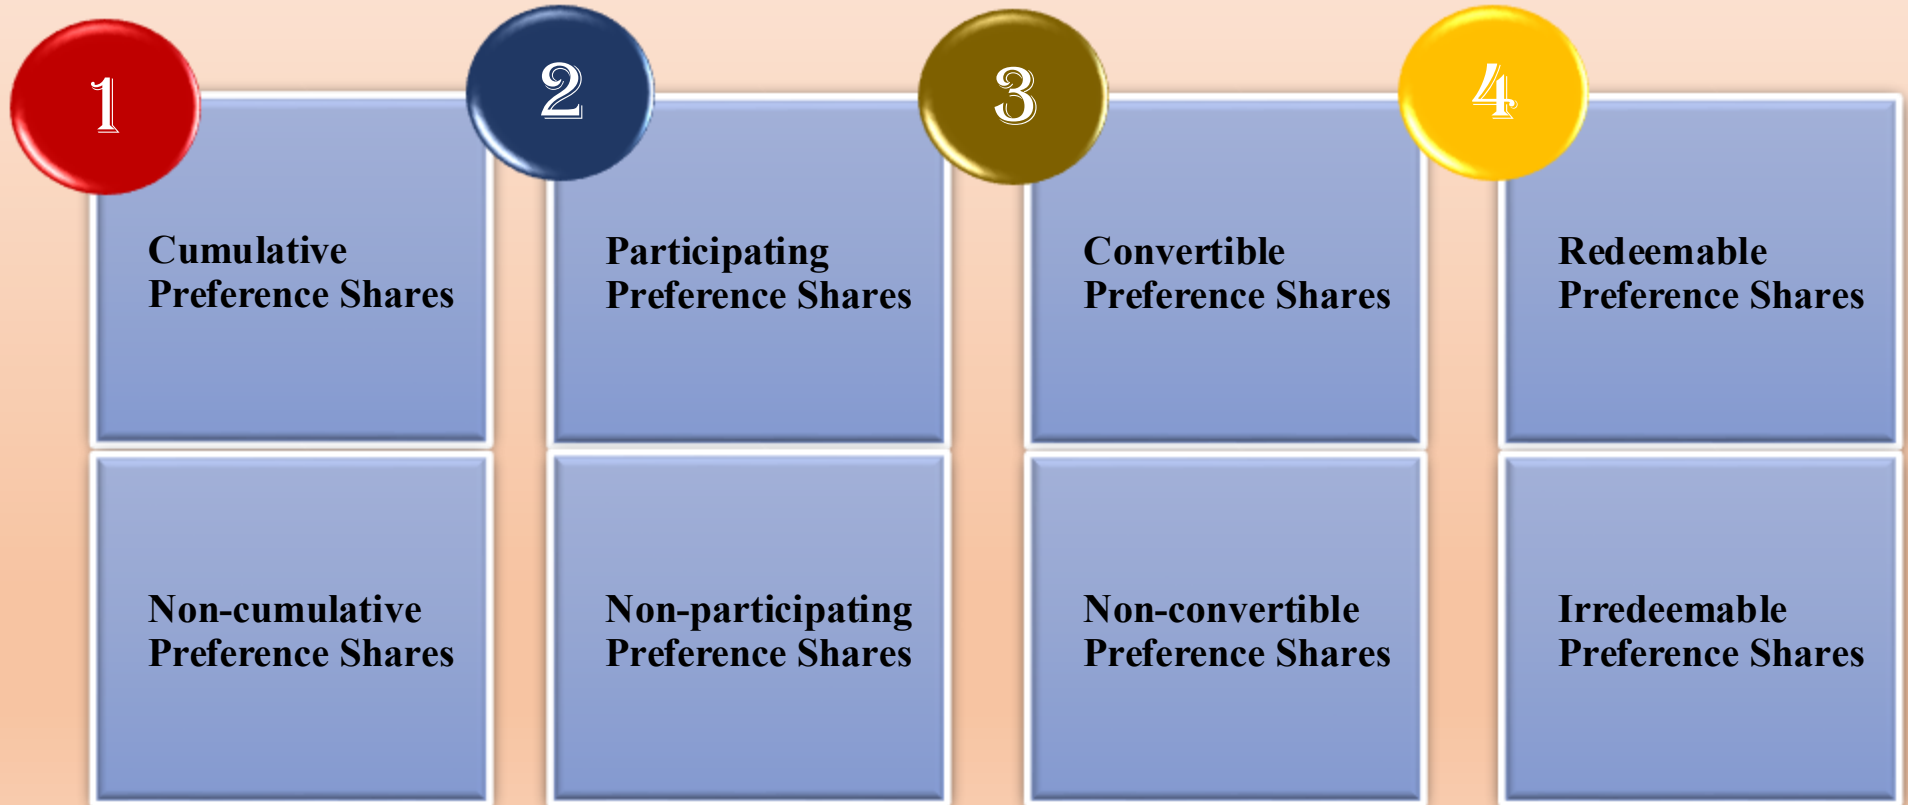 1
Cumulative
Preference Shares
Non-cumulative
Preference Shares
2
Participating
Preference Shares
Non-participating
Preference Shares
3
Convertible
Preference Shares
Non-convertible
Preference Shares
4
Redeemable
Preference Shares
Irredeemable
Preference Shares